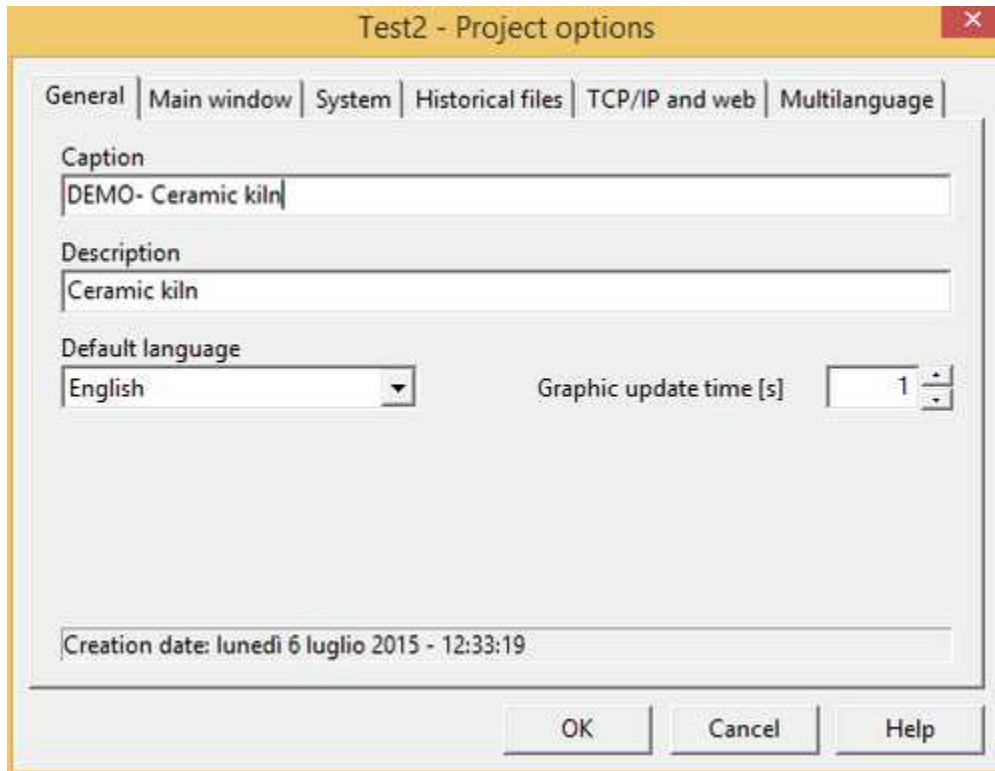 Test2 - Project options
General Main window System Historical files TCP/IP and web Multilanguage
Caption
DEMO- Ceramic kiln
Description
Ceramic kiln
Default language
English Graphic update time [s] 1
Creation date: lunedì 6 luglio 2015 - 12:33:19
OK Cancel Help